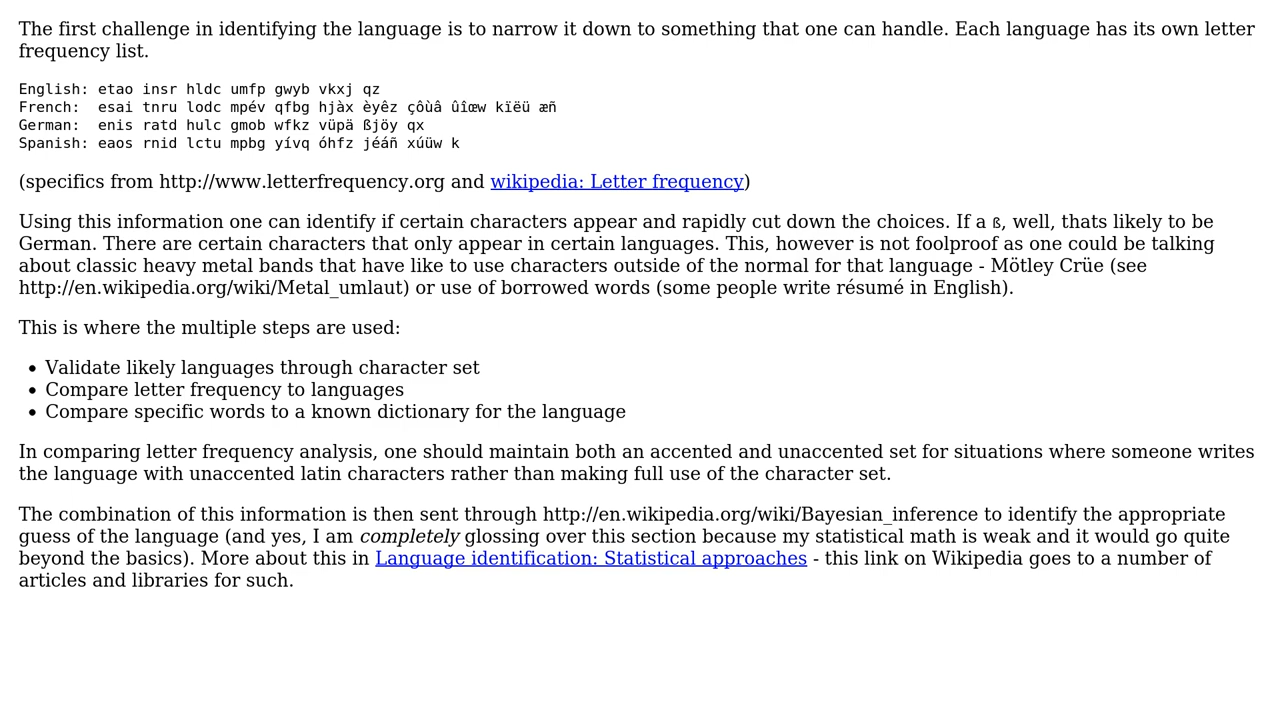 The first challenge in identifying the language is to narrow it down to something that one can handle. Each language has its own letter
frequency list.
English: etao insr hldc umfp gwyb vkxj qz
French:  esai tnru lodc mpév qfbg hjàx èyêz çôùâ ûîœw kïëü æñ
German:  enis ratd hulc gmob wfkz vüpä ßjöy qx
Spanish: eaos rnid lctu mpbg yívq óhfz jéáñ xúüw k
(specifics from http://www.letterfrequency.org and wikipedia: Letter frequency)
Using this information one can identify if certain characters appear and rapidly cut down the choices. If a ß, well, thats likely to be
German. There are certain characters that only appear in certain languages. This, however is not foolproof as one could be talking
about classic heavy metal bands that have like to use characters outside of the normal for that language - Mötley Crüe (see
http://en.wikipedia.org/wiki/Metal_umlaut) or use of borrowed words (some people write résumé in English).
This is where the multiple steps are used:
• Validate likely languages through character set
• Compare letter frequency to languages
• Compare specific words to a known dictionary for the language
In comparing letter frequency analysis, one should maintain both an accented and unaccented set for situations where someone writes
the language with unaccented latin characters rather than making full use of the character set.
The combination of this information is then sent through http://en.wikipedia.org/wiki/Bayesian_inference to identify the appropriate
guess of the language (and yes, I am completely glossing over this section because my statistical math is weak and it would go quite
beyond the basics). More about this in Language identification: Statistical approaches - this link on Wikipedia goes to a number of
articles and libraries for such.